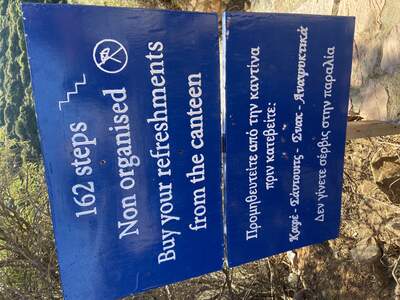 162 steps
Non organised
Buy your refreshments
from the canteen
Προμηθευτείτε από την καντίνα
πριν κατεβείτε:
Καφέ - Σάντουιτς - Σνακ - Αναψυκτικά
Δεν γίνετε σέρβις στην παραλία